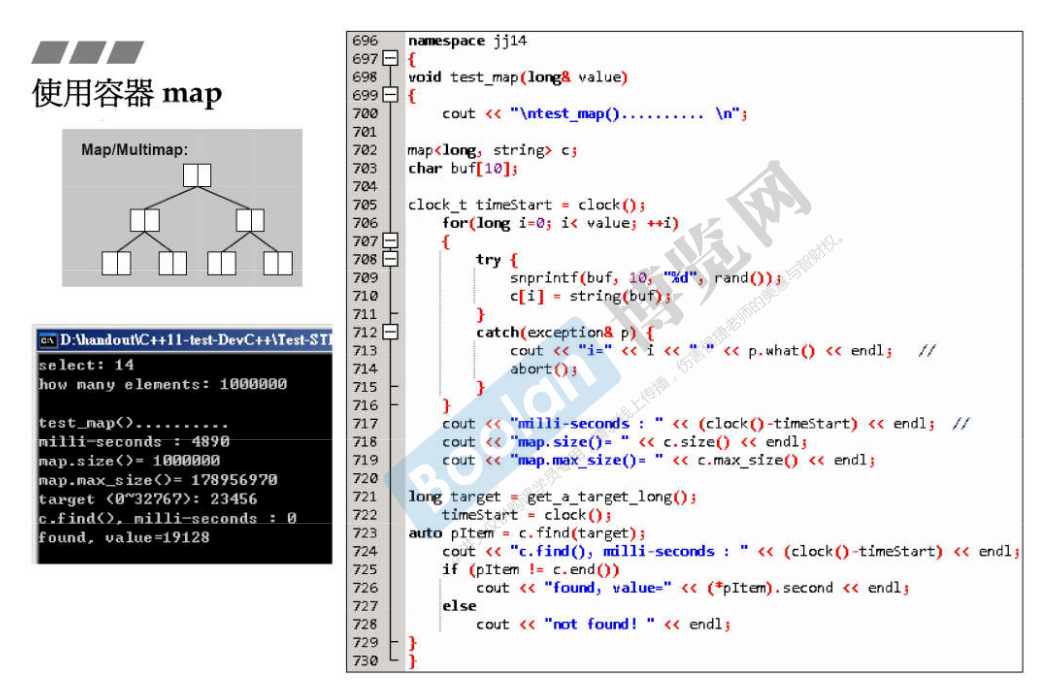 使用容器 map
Map/Multimap:
D:\handout\C++11-test-DevC++\Test-STL
select: 14
how many elements: 1000000
test_map()..........
milli-seconds : 4890
map.size()= 1000000
map.max_size()= 178956970
target (0~32767): 23456
c.find(), milli-seconds : 0
found, value=19128
696 namespace jj14
697 {
698 void test_map(long& value)
699 {
700 cout << "\ntest_map().......... \n";
701
702 map<long, string> c;
703 char buf[10];
704
705 clock_t timeStart = clock();
706 for(long i=0; i< value; ++i)
707 {
708 try {
709 snprintf(buf, 10, "%d", rand());
710 c[i] = string(buf);
711 }
712 catch(exception& p) {
713 cout << "i=" << i << " " << p.what() << endl; //
714 abort();
715 }
716 }
717 cout << "milli-seconds : " << (clock()-timeStart) << endl; //
718 cout << "map.size()= " << c.size() << endl;
719 cout << "map.max_size()= " << c.max_size() << endl;
720
721 long target = get_a_target_long();
722 timeStart = clock();
723 auto pItem = c.find(target);
724 cout << "c.find(), milli-seconds : " << (clock()-timeStart) << endl;
725 if (pItem != c.end())
726 cout << "found, value=" << (*pItem).second << endl;
727 else
728 cout << "not found! " << endl;
729 }
730 }
Boolan 博览网